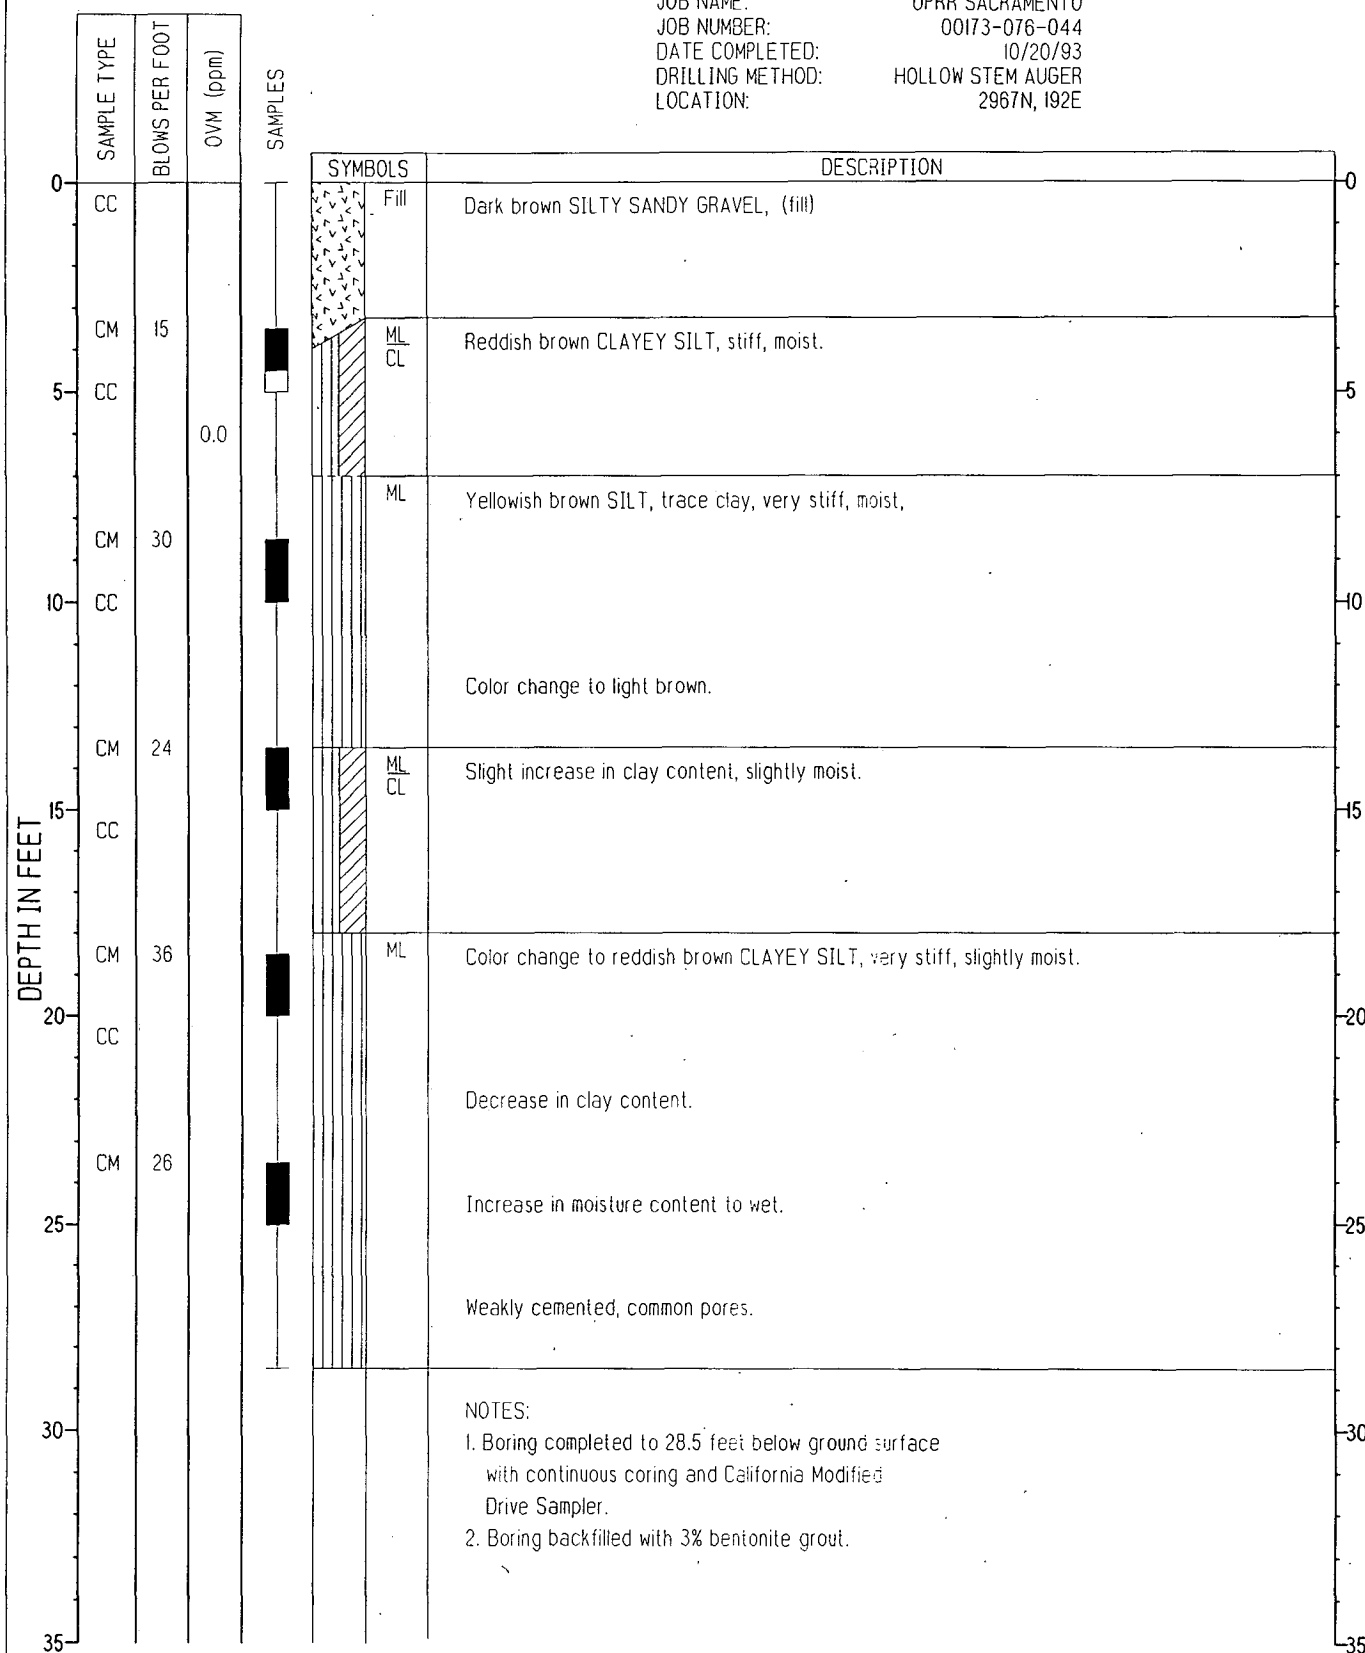 JOB NAME: UPRR SACRAMENTO
JOB NUMBER: 00173-076-044
DATE COMPLETED: 10/20/93
DRILLING METHOD: HOLLOW STEM AUGER
LOCATION: 2967N, 192E
SAMPLE TYPE
BLOWS PER FOOT
OVM (ppm)
SAMPLES
SYMBOLS DESCRIPTION
0 0
CC Fill Dark brown SILTY SANDY GRAVEL, (fill)
CM 15 ML Reddish brown CLAYEY SILT, stiff, moist.
CL
5 CC 5
0.0
ML Yellowish brown SILT, trace clay, very stiff, moist,
CM 30
10 CC 10
Color change to light brown.
CM 24 ML Slight increase in clay content, slightly moist.
CL
15 15
CC
DEPTH IN FEET
CM 36 ML Color change to reddish brown CLAYEY SILT, very stiff, slightly moist.
20 20
CC
Decrease in clay content.
CM 26
Increase in moisture content to wet.
25 25
Weakly cemented, common pores.
NOTES:
30 30
1. Boring completed to 28.5 feet below ground surface
with continuous coring and California Modified
Drive Sampler.
2. Boring backfilled with 3% bentonite grout.
35 35